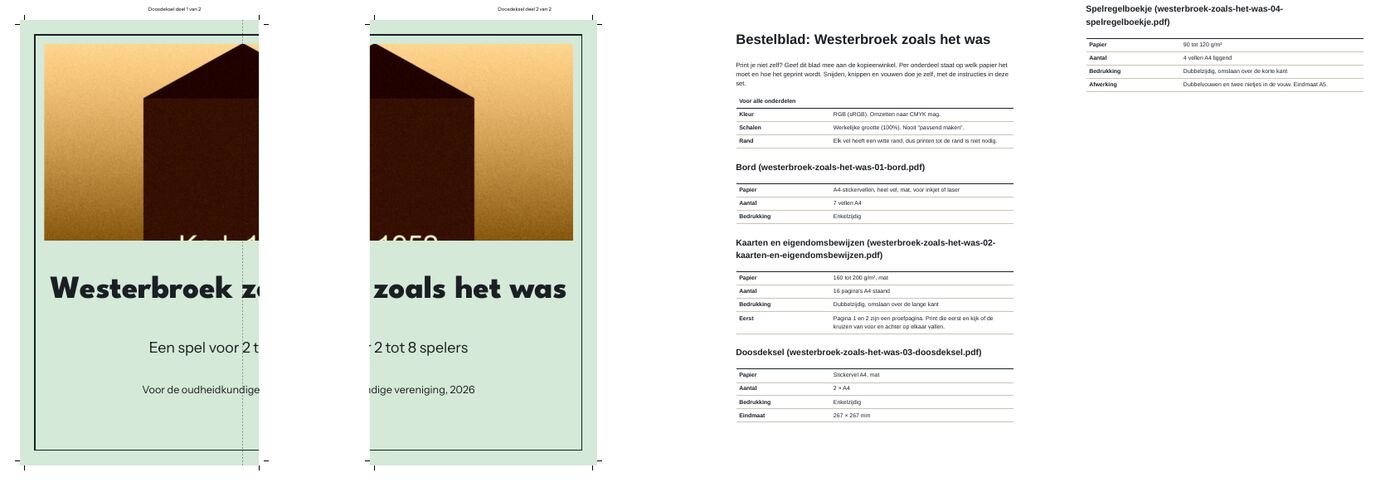 Doosdeksel deel 1 van 2
Westerbroek zo
Een spel voor 2 t
Voor de oudheidkundige
Doosdeksel deel 2 van 2
1953
zoals het was
2 tot 8 spelers
dige vereniging, 2026
Bestelblad: Westerbroek zoals het was
Print je niet zelf? Geef dit blad mee aan de kopieerwinkel. Per onderdeel staat op welk papier het
moet en hoe het geprint wordt. Snijden, knippen en vouwen doe je zelf, met de instructies in deze
set.
Voor alle onderdelen
Kleur RGB (sRGB). Omzetten naar CMYK mag.
Schalen Werkelijke grootte (100%). Nooit "passend maken".
Rand Elk vel heeft een witte rand, dus printen tot de rand is niet nodig.
Bord (westerbroek-zoals-het-was-01-bord.pdf)
Papier A4-stickervellen, heel vel, mat, voor inkjet of laser
Aantal 7 vellen A4
Bedrukking Enkelzijdig
Kaarten en eigendomsbewijzen (westerbroek-zoals-het-was-02-
kaarten-en-eigendomsbewijzen.pdf)
Papier 160 tot 200 g/m², mat
Aantal 16 pagina's A4 staand
Bedrukking Dubbelzijdig, omslaan over de lange kant
Eerst Pagina 1 en 2 zijn een proefpagina. Print die eerst en kijk of de
kruizen van voor en achter op elkaar vallen.
Doosdeksel (westerbroek-zoals-het-was-03-doosdeksel.pdf)
Papier Stickervel A4, mat
Aantal 2 × A4
Bedrukking Enkelzijdig
Eindmaat 267 × 267 mm
Spelregelboekje (westerbroek-zoals-het-was-04-
spelregelboekje.pdf)
Papier 90 tot 120 g/m²
Aantal 4 vellen A4 liggend
Bedrukking Dubbelzijdig, omslaan over de korte kant
Afwerking Dubbelvouwen en twee nietjes in de vouw. Eindmaat A5.